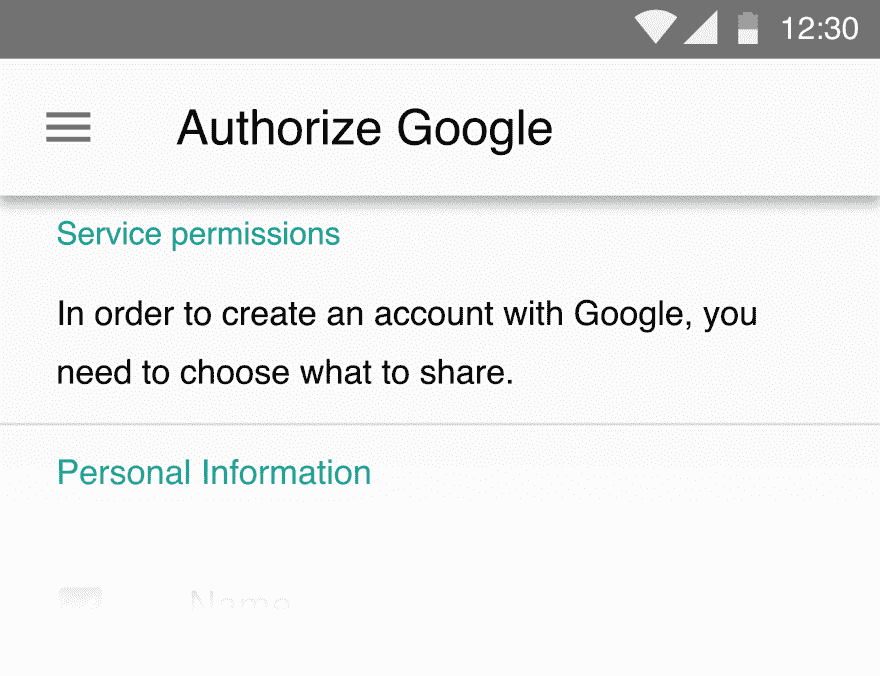 12:30
Authorize Google
Service permissions
In order to create an account with Google, you
need to choose what to share.
Personal Information
Name